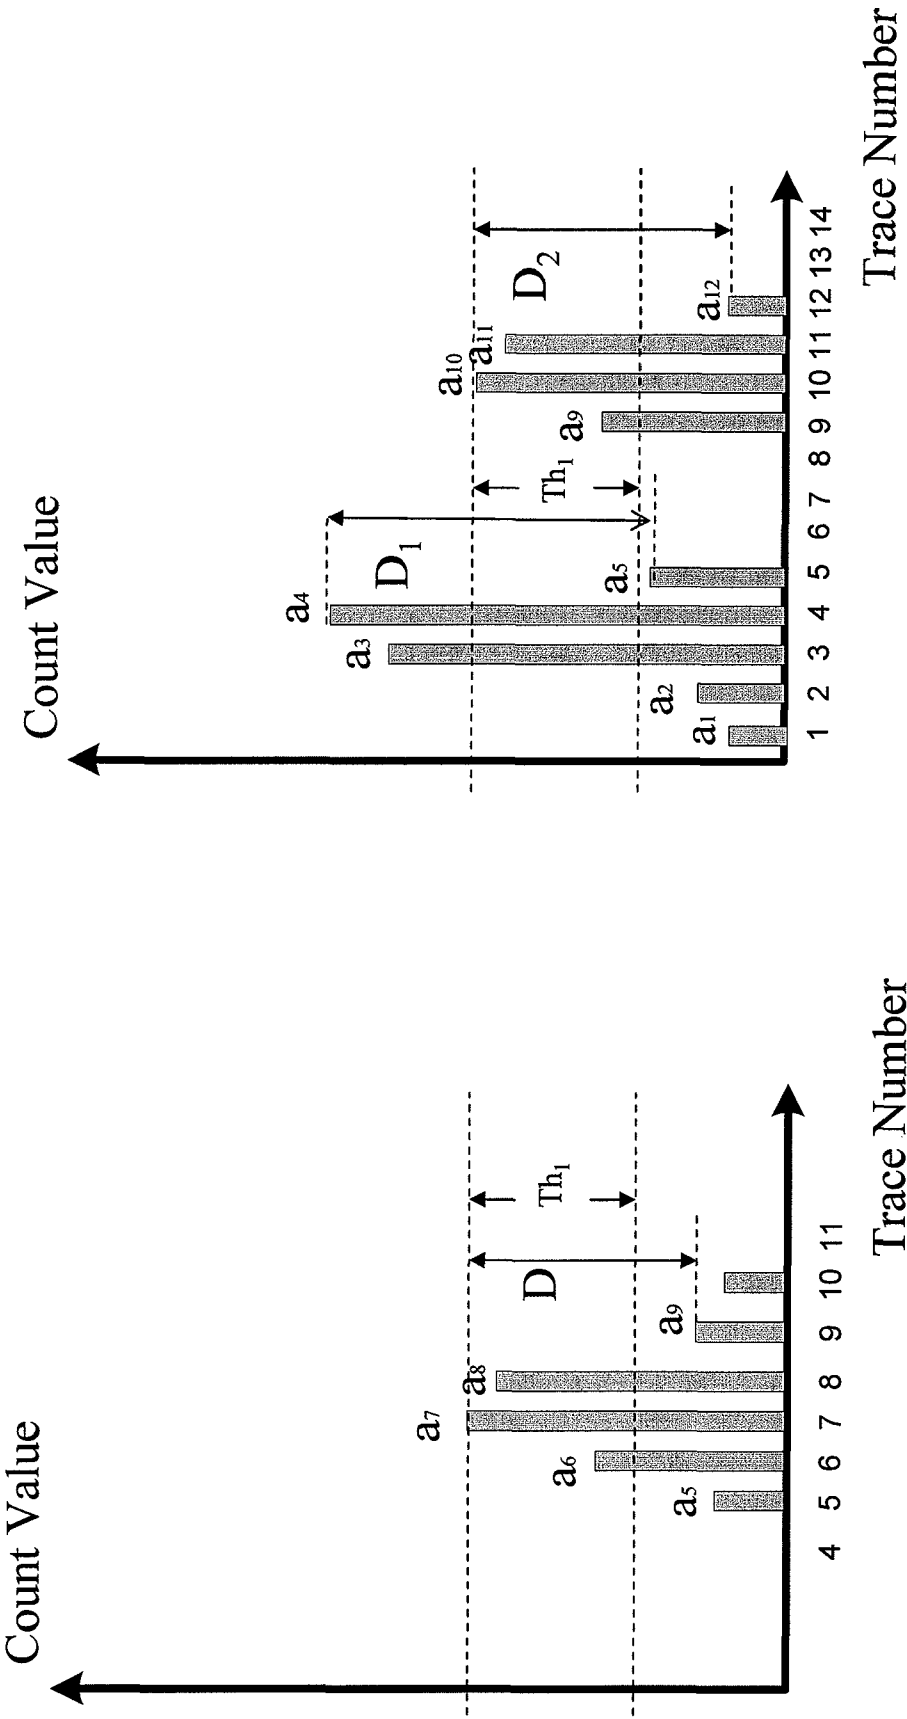 Count Value
a4
a3
D1
a10
a11
D2
Th1
a5
a9
a2
a1
a12
1 2 3 4 5 6 7 8 9 10 11 12 13 14
Trace Number
Count Value
a7
a8
D
Th1
a6
a5
a9
4 5 6 7 8 9 10 11
Trace Number